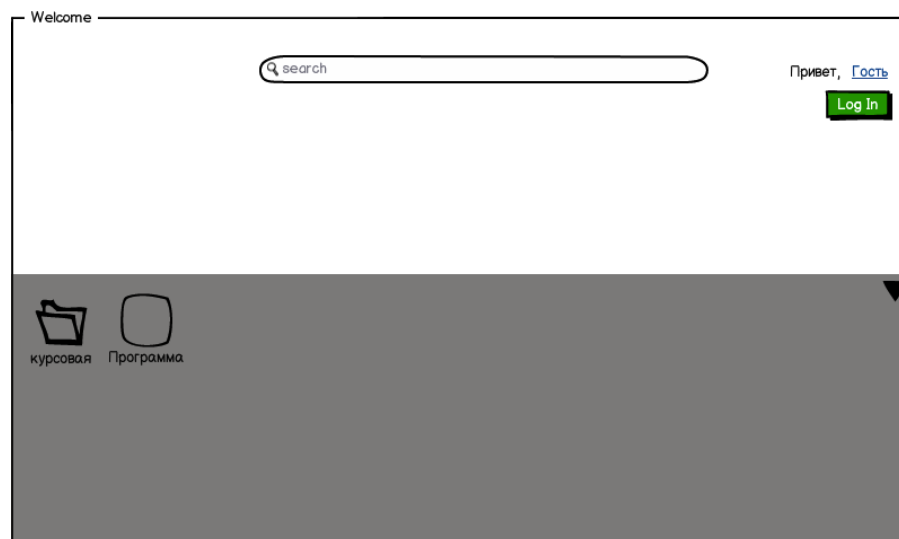 Welcome
search
Привет, Гость
Log In
курсовая Программа